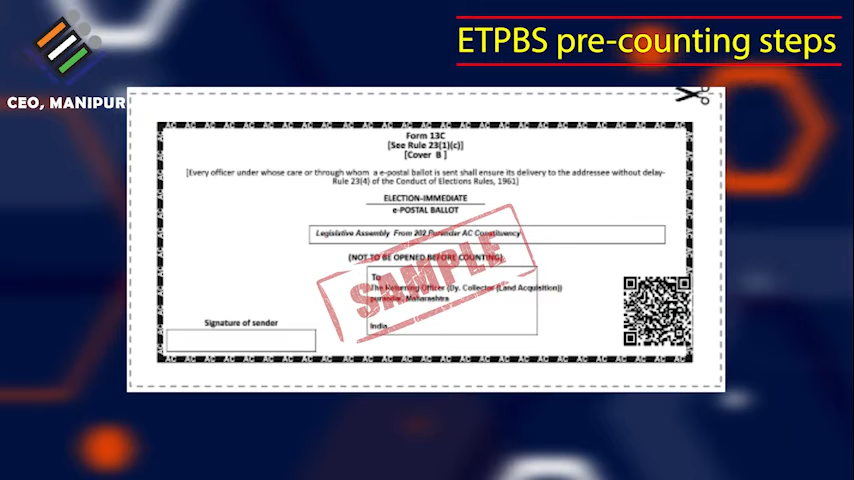 ETPBS pre-counting steps
CEO, MANIPUR
Form 13C
[See Rule 23(1)(c)]
[Cover B ]
[Every officer under whose care or through whom a e-postal ballot is sent shall ensure its delivery to the addressee without delay-
Rule 23(4) of the Conduct of Elections Rules, 1961]
ELECTION-IMMEDIATE
e-POSTAL BALLOT
Legislative Assembly From 202 Purandar AC Constituency
(NOT TO BE OPENED BEFORE COUNTING)
SAMPLE
To
The Returning Officer (Dy. Collector (Land Acquisition))
purandar, Maharashtra
India
Signature of sender